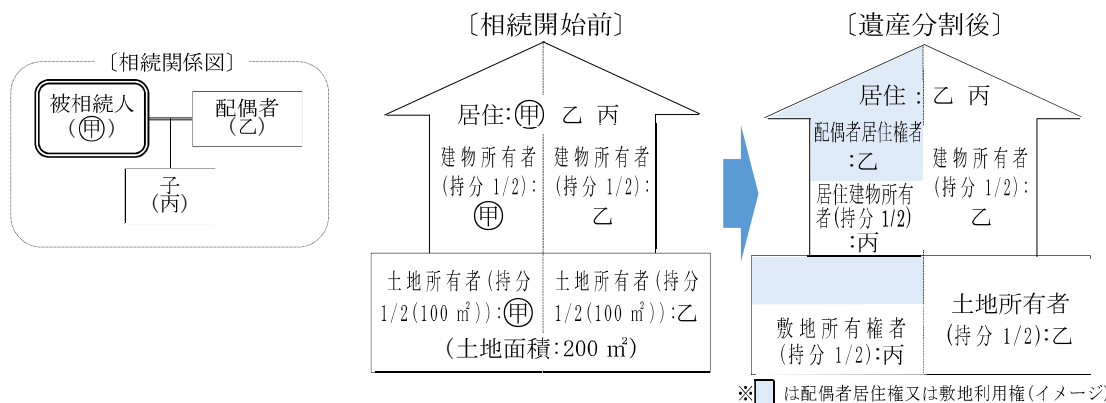 〔相続関係図〕
被相続人
(㊙甲)
配偶者
(乙)
子
(丙)
〔相続開始前〕
居住:甲 乙 丙
建物所有者
(持分 1/2):
甲
建物所有者
(持分 1/2):
乙
土地所有者(持分
1/2(100 ㎡)):甲
土地所有者(持分
1/2(100 ㎡)):乙
(土地面積:200 ㎡)
〔遺産分割後〕
居住:乙 丙
配偶者居住権者
:乙
居住建物所有
者(持分 1/2)
:丙
建物所有者
(持分 1/2):
乙
敷地所有権者
(持分 1/2):丙
土地所有者
(持分 1/2):乙
※ は配偶者居住権又は敷地利用権(イメージ)